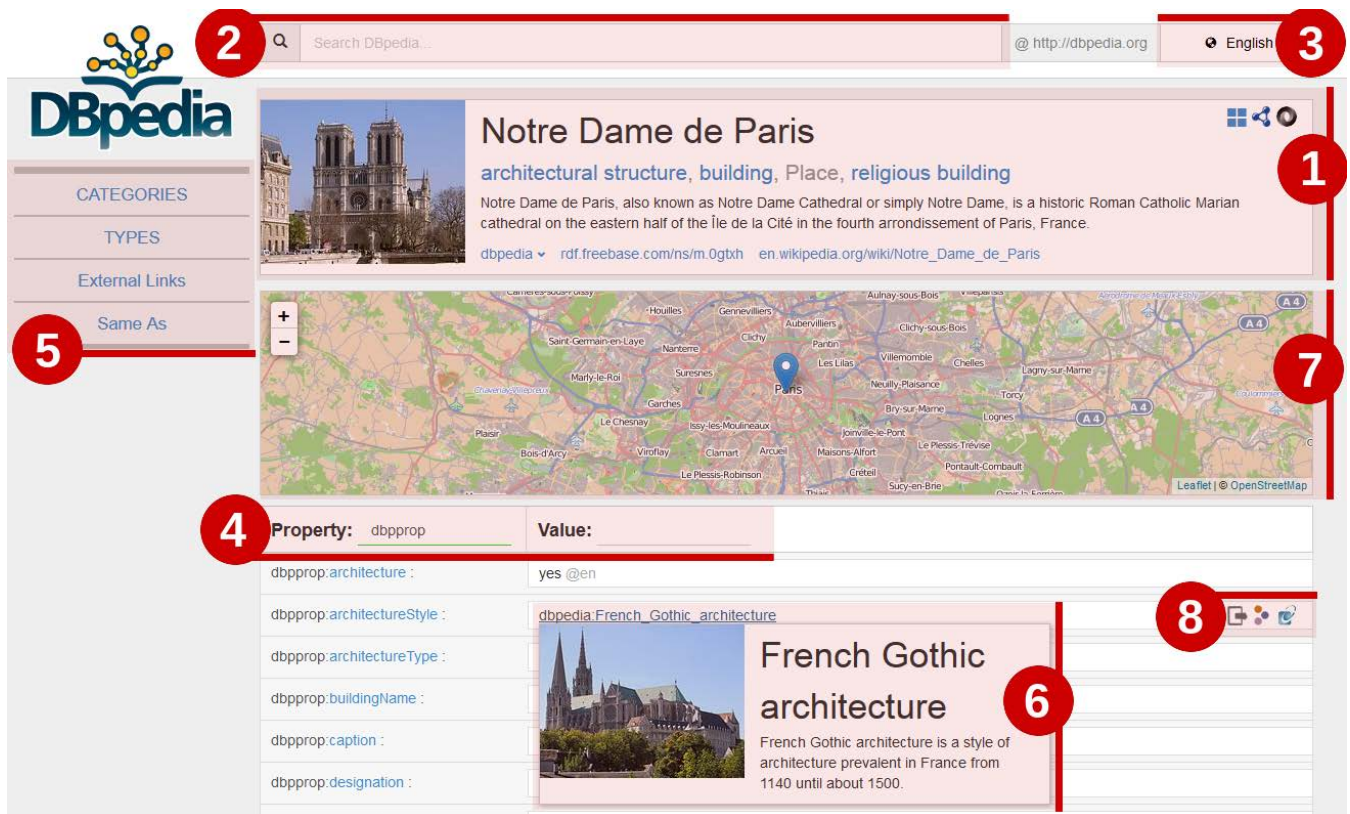 2
Search DBpedia...
@ http://dbpedia.org
English
3
DBpedia
Notre Dame de Paris
architectural structure, building, Place, religious building
Notre Dame de Paris, also known as Notre Dame Cathedral or simply Notre Dame, is a historic Roman Catholic Marian
cathedral on the eastern half of the Île de la Cité in the fourth arrondissement of Paris, France.
dbpedia rdf.freebase.com/ns/m.0gtxh en.wikipedia.org/wiki/Notre_Dame_de_Paris
1
CATEGORIES
TYPES
External Links
Same As
5
+
−
Houilles
Gennevilliers
Aulnay-sous-Bois
A 4
Aubervilliers
Clichy-sous-Bois
A 4
Saint-Germain-en-Laye
Nanterre
Clichy
Pantin
Les Lilas
Villemomble
Chelles
Lagny-sur-Marne
Marly-le-Roi
Suresnes
Paris
Neuilly-Plaisance
Torcy
Garches
Bry-sur-Marne
Lognes
A 4
A 4
Le Chesnay
Issy-les-Moulineaux
Joinville-le-Pont
Plaisir
Bois-d'Arcy
Viroflay
Clamart
Arcueil
Maisons-Alfort
Le Plessis-Trévise
Le Plessis-Robinson
Créteil
Pontault-Combault
Sucy-en-Brie
Leaflet | © OpenStreetMap
7
4
Property: dbpprop
Value:
dbpprop:architecture :
yes @en
dbpprop:architectureStyle :
dbpedia:French_Gothic_architecture
8
dbpprop:architectureType :
dbpprop:buildingName :
dbpprop:caption :
dbpprop:designation :
French Gothic
architecture
French Gothic architecture is a style of
architecture prevalent in France from
1140 until about 1500.
6